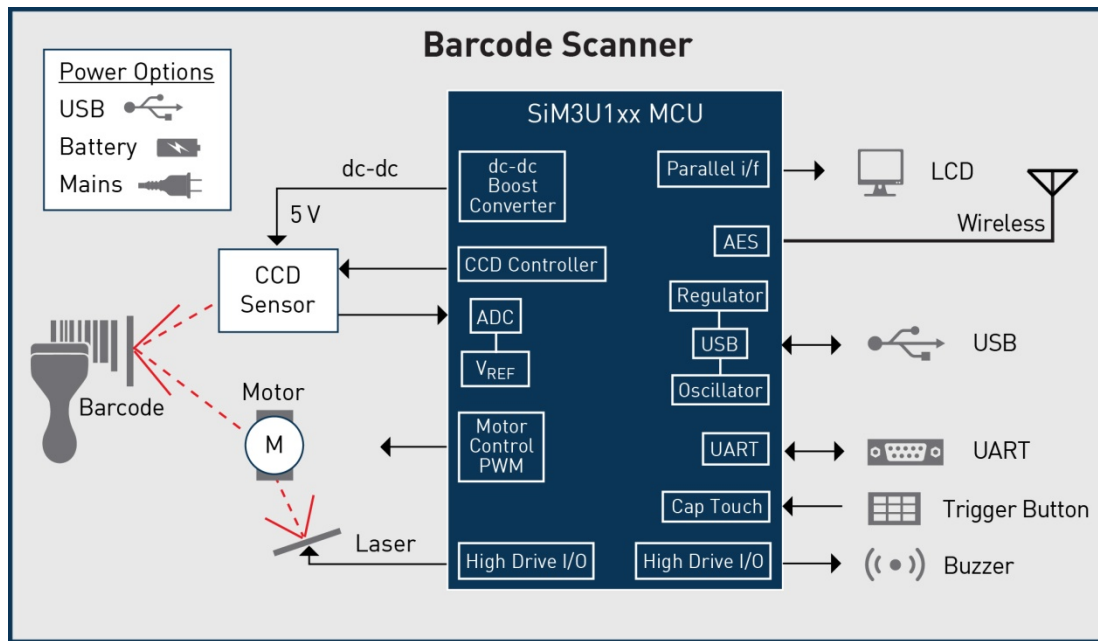 Barcode Scanner
Power Options
USB
Battery
Mains
dc-dc
5 V
CCD
Sensor
Barcode
Motor
M
Laser
SiM3U1xx MCU
dc-dc
Boost
Converter
CCD Controller
ADC
VREF
Motor
Control
PWM
High Drive I/O
Parallel i/f
AES
Regulator
USB
Oscillator
UART
Cap Touch
High Drive I/O
LCD
Wireless
USB
UART
Trigger Button
Buzzer